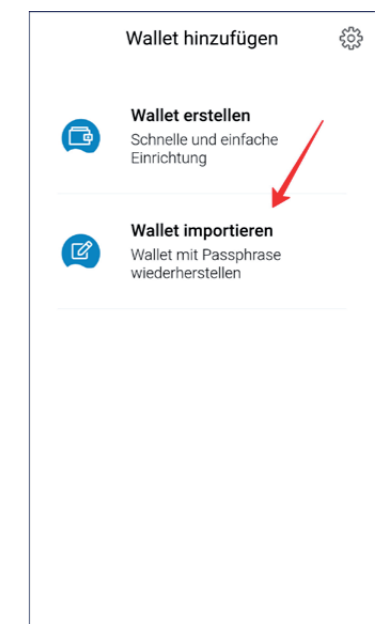 Wallet hinzufügen
Wallet erstellen
Schnelle und einfache
Einrichtung
Wallet importieren
Wallet mit Passphrase
wiederherstellen